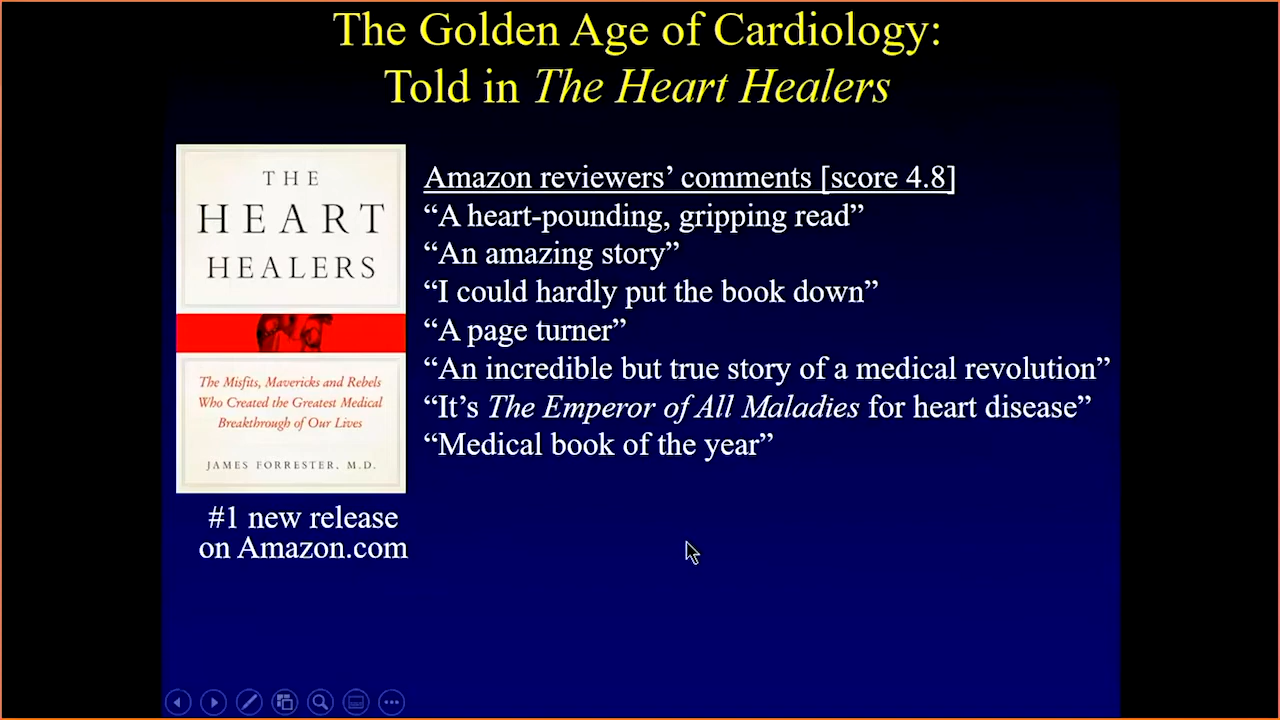 The Golden Age of Cardiology:
Told in The Heart Healers
THE
HEART
HEALERS
The Misfits, Mavericks and Rebels
Who Created the Greatest Medical
Breakthrough of Our Lives
JAMES FORRESTER, M.D.
#1 new release
on Amazon.com
Amazon reviewers’ comments [score 4.8]
“A heart-pounding, gripping read”
“An amazing story”
“I could hardly put the book down”
“A page turner”
“An incredible but true story of a medical revolution”
“It’s The Emperor of All Maladies for heart disease”
“Medical book of the year”